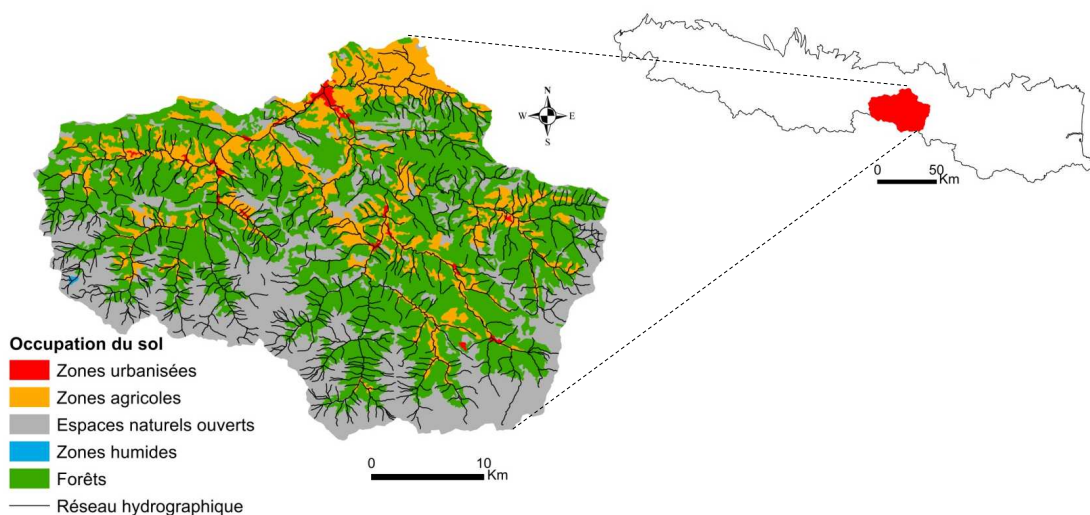 N
W
E
S
0
50
Km
Occupation du sol
Zones urbanisées
Zones agricoles
Espaces naturels ouverts
Zones humides
Forêts
Réseau hydrographique
0
10
Km